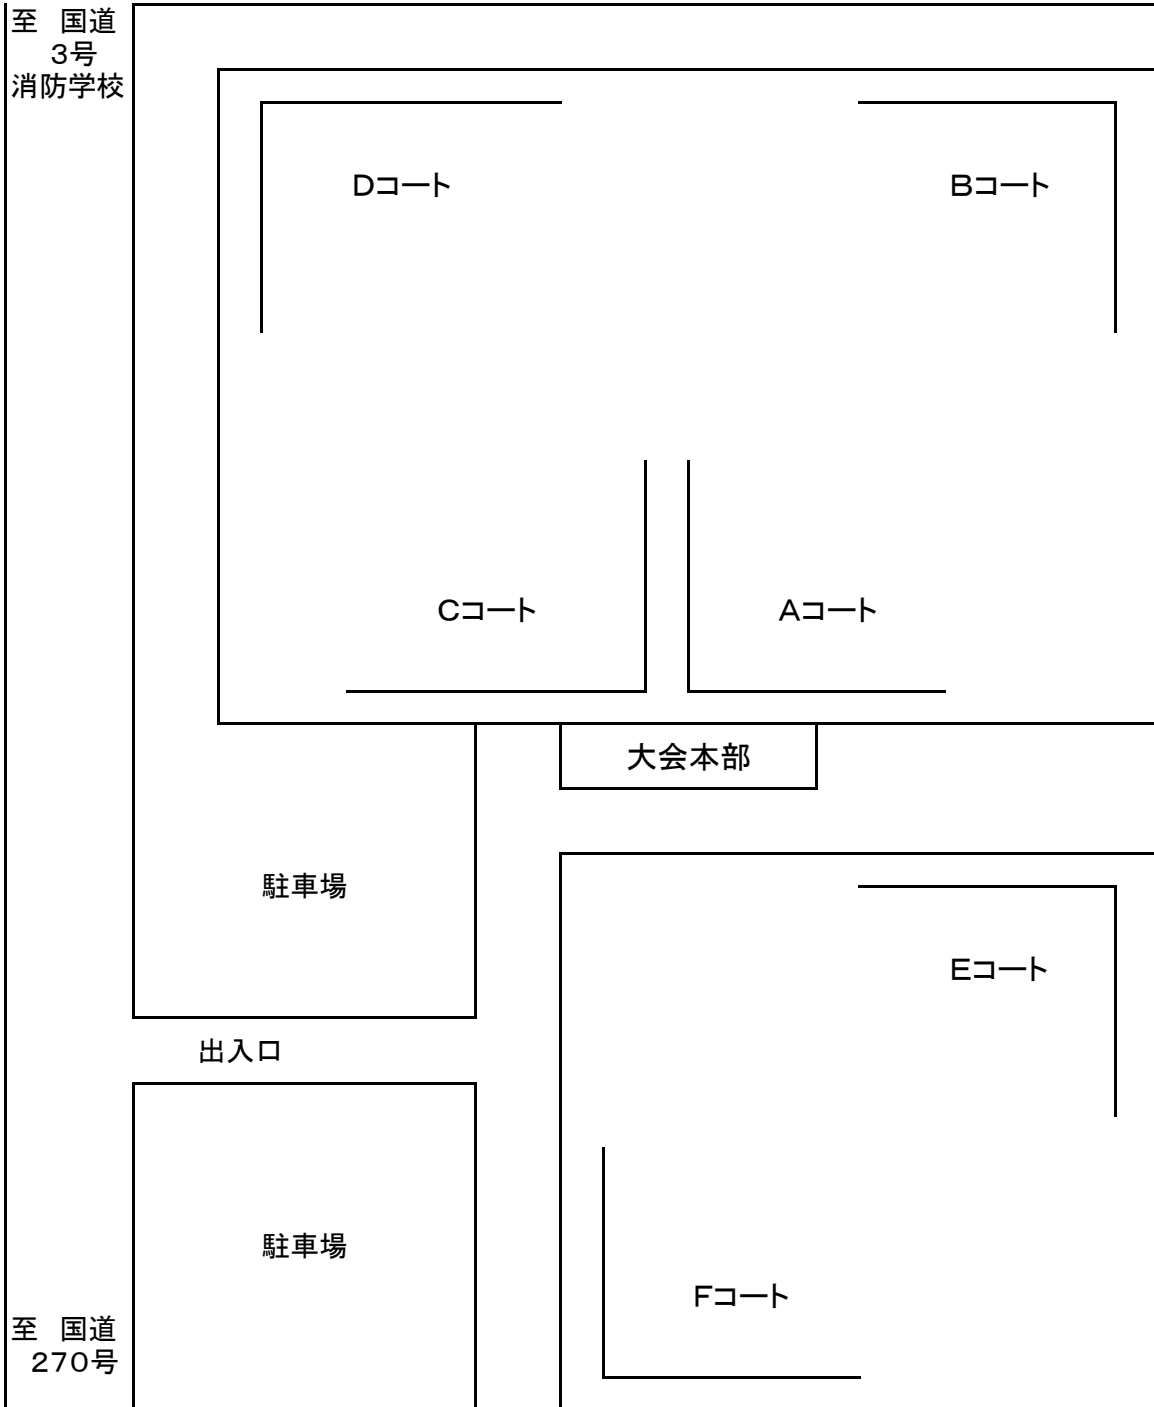 至　国道
3号
消防学校
Dコート
Bコート
Cコート
Aコート
大会本部
駐車場
Eコート
出入口
駐車場
Fコート
至　国道
270号